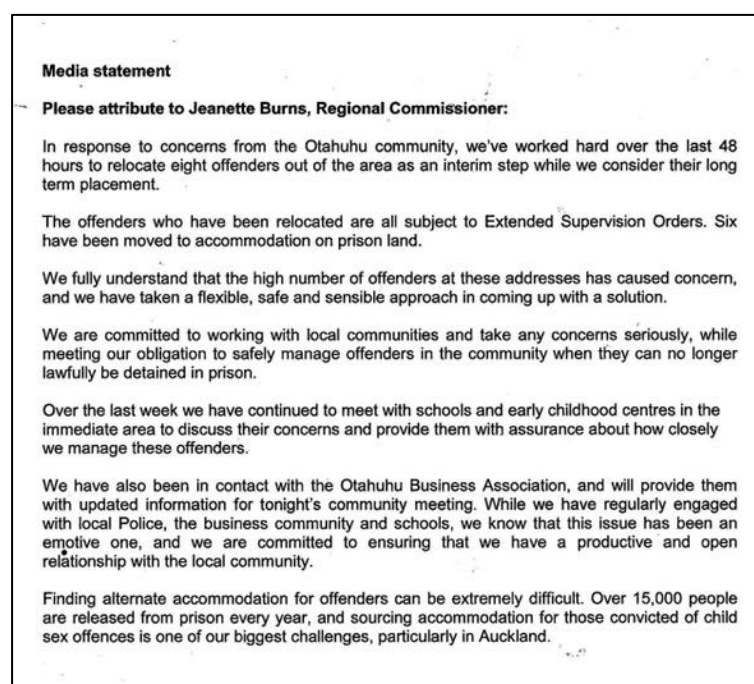 Media statement
Please attribute to Jeanette Burns, Regional Commissioner:
In response to concerns from the Otahuhu community, we've worked hard over the last 48
hours to relocate eight offenders out of the area as an interim step while we consider their long
term placement.
The offenders who have been relocated are all subject to Extended Supervision Orders. Six
have been moved to accommodation on prison land.
We fully understand that the high number of offenders at these addresses has caused concern,
and we have taken a flexible, safe and sensible approach in coming up with a solution.
We are committed to working with local communities and take any concerns seriously, while
meeting our obligation to safely manage offenders in the community when they can no longer
lawfully be detained in prison.
Over the last week we have continued to meet with schools and early childhood centres in the
immediate area to discuss their concerns and provide them with assurance about how closely
we manage these offenders.
We have also been in contact with the Otahuhu Business Association, and will provide them
with updated information for tonight's community meeting. While we have regularly engaged
with local Police, the business community and schools, we know that this issue has been an
emotive one, and we are committed to ensuring that we have a productive and open
relationship with the local community.
Finding alternate accommodation for offenders can be extremely difficult. Over 15,000 people
are released from prison every year, and sourcing accommodation for those convicted of child
sex offences is one of our biggest challenges, particularly in Auckland.